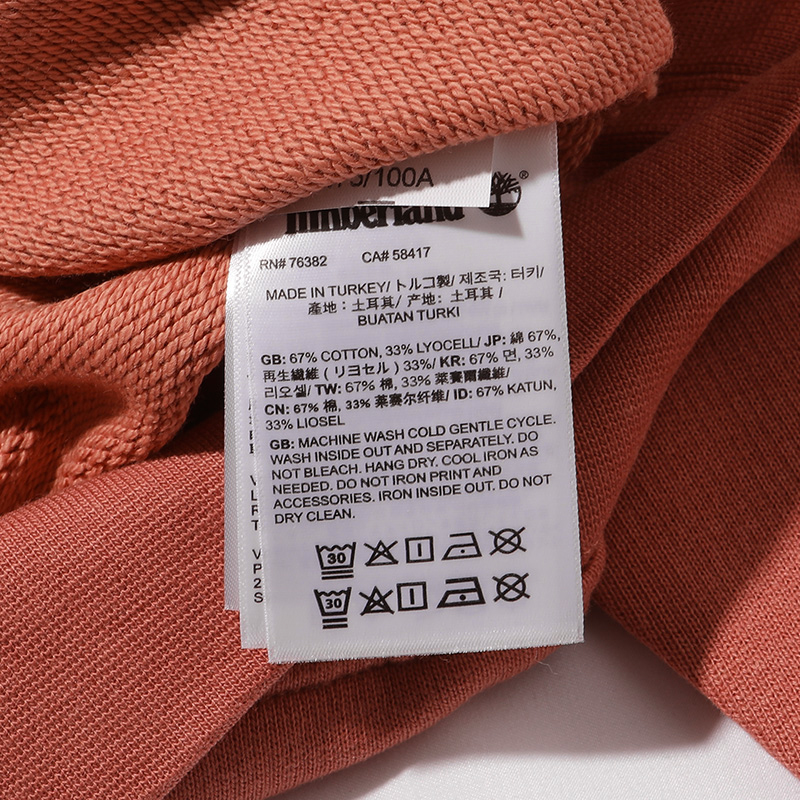 /100A
Timberland ®
RN# 76382 CA# 58417
MADE IN TURKEY/ トルコ製/ 제조국: 터키/
產地：土耳其/ 产地：土耳其 /
BUATAN TURKI
GB: 67% COTTON, 33% LYOCELL/ JP: 綿 67%,
再生繊維 (リヨセル) 33%/ KR: 67% 면, 33%
리오셀/ TW: 67% 棉, 33% 萊賽爾纖維/
CN: 67% 棉, 33% 莱赛尔纤维/ ID: 67% KATUN,
33% LIOSEL
GB: MACHINE WASH COLD GENTLE CYCLE.
WASH INSIDE OUT AND SEPARATELY. DO
NOT BLEACH. HANG DRY. COOL IRON AS
NEEDED. DO NOT IRON PRINT AND
ACCESSORIES. IRON INSIDE OUT. DO NOT
DRY CLEAN.
30
30